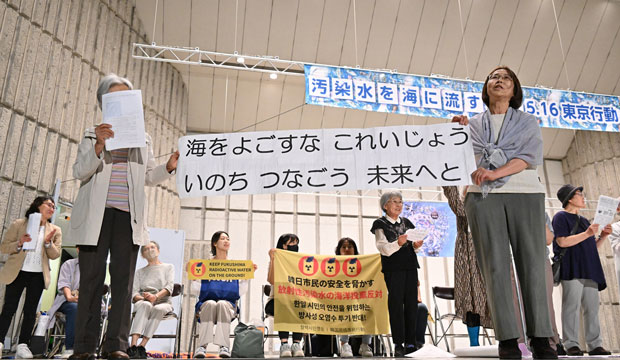 汚染水を海に流す 5.16東京行動
海をよごすな これいじょう
いのち つなごう 未来へと
KEEP FUKUSHIMA
RADIOACTIVE WATER
ON THE GROUND!
韓日市民の安全を脅かす
放射性汚染水の海洋投棄反対
한일 시민의 안전을 위협하는
방사성 오염수 투기 반대!